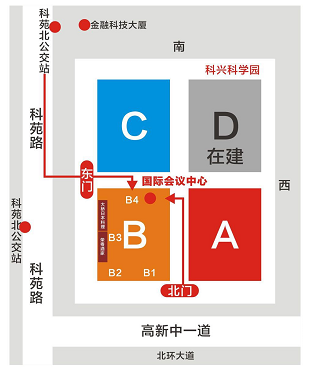 科苑北公交站
金融科技大厦
南
科兴科学园
科苑路
C
D
在建
东门
国际会议中心
西
B4
B
B3
B2
B1
A
科苑北公交站
科苑路
北门
高新中一道
北环大道